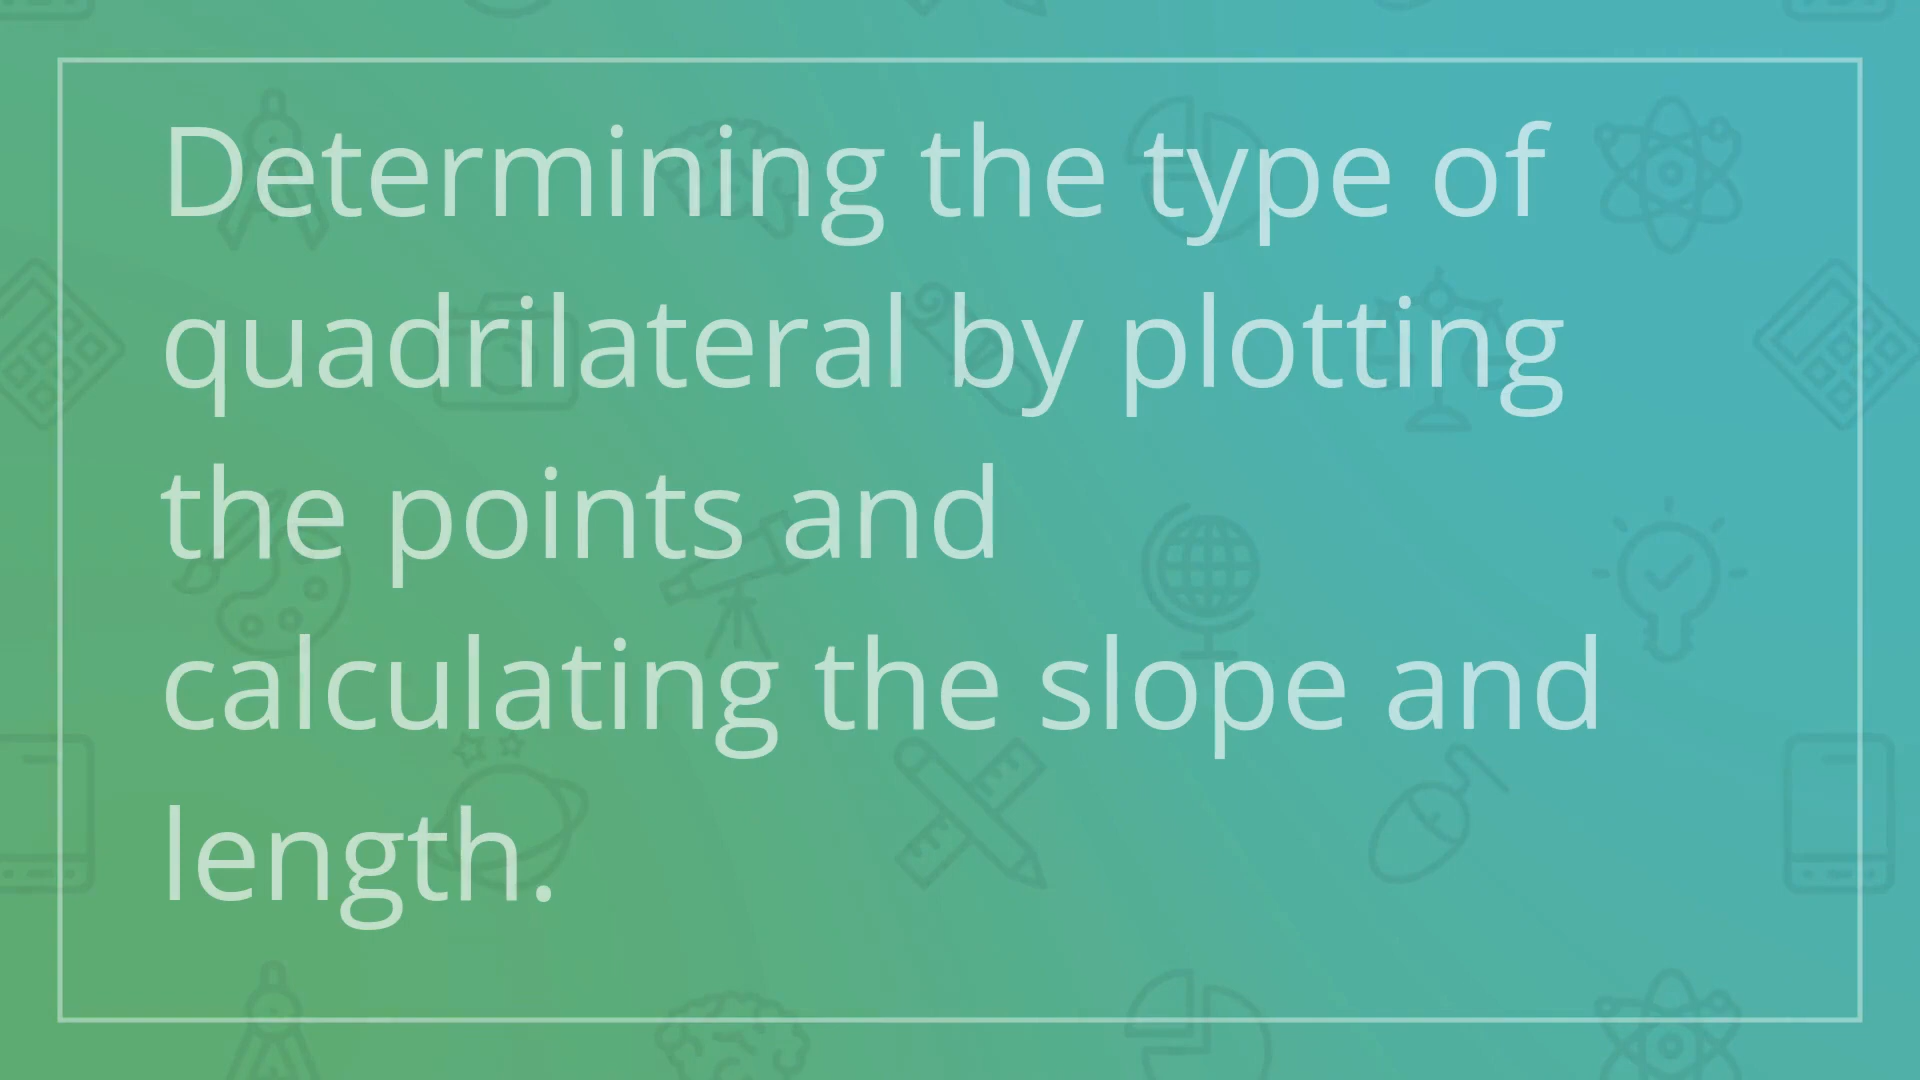 Determining the type of
quadrilateral by plotting
the points and
calculating the slope and
length.